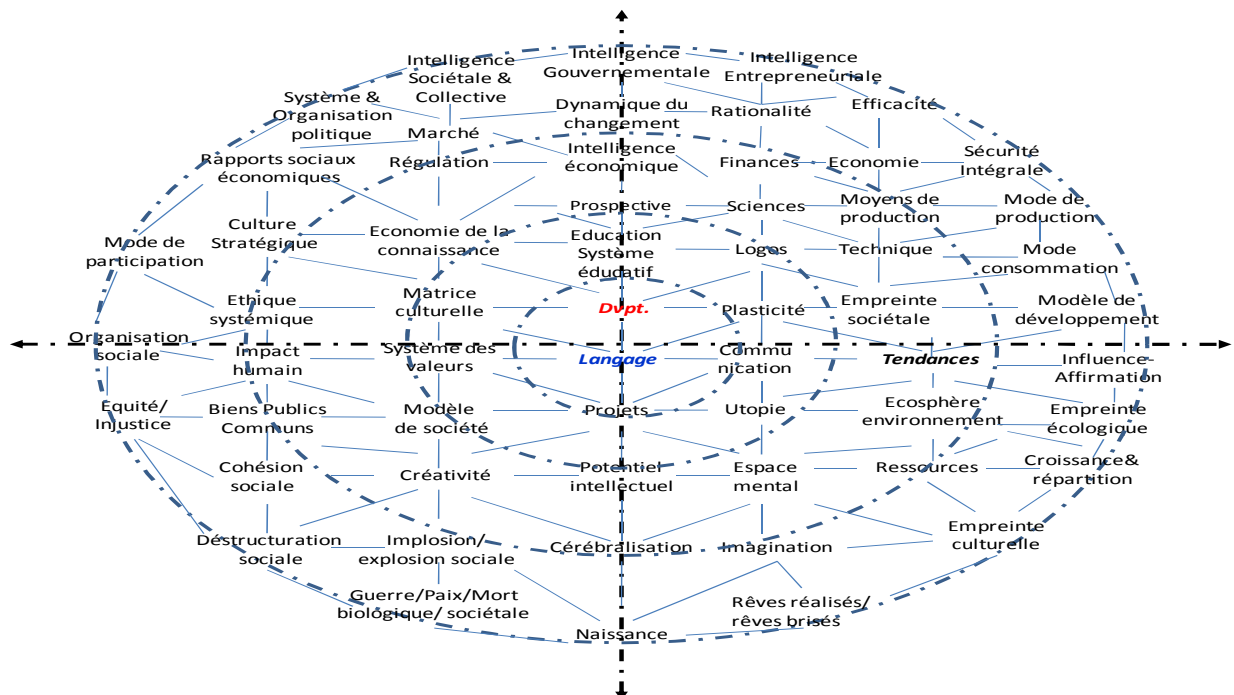 Intelligence
Sociétale &
Collective
Intelligence
Gouvernementale
Intelligence
Entrepreneuriale
Système &
Organisation
politique
Marché
Dynamique du
changement
Rationalité
Efficacité
Rapports sociaux
économiques
Régulation
Intelligence
économique
Finances
Economie
Sécurité
Intégrale
Culture
Stratégique
Economie de la
connaissance
Prospective
Sciences
Moyens de
production
Mode de
production
Mode de
participation
Education
Système
éducatif
Logos
Technique
Mode
consommation
Ethique
systémique
Matrice
culturelle
Dvpt.
Plasticité
Empreinte
sociétale
Modèle de
développement
Organisation
sociale
Impact
humain
Système des
valeurs
Langage
Commu
nication
Tendances
Influence-
Affirmation
Equité/
Injustice
Biens Publics
Communs
Modèle
de société
Projets
Utopie
Ecosphère
environnement
Empreinte
écologique
Cohésion
sociale
Créativité
Potentiel
intellectuel
Espace
mental
Ressources
Croissance&
répartition
Déstructuration
sociale
Implosion/
explosion sociale
Cérébralisation
Imagination
Empreinte
culturelle
Guerre/Paix/Mort
biologique/ sociétale
Naissance
Rêves réalisés/
rêves brisés